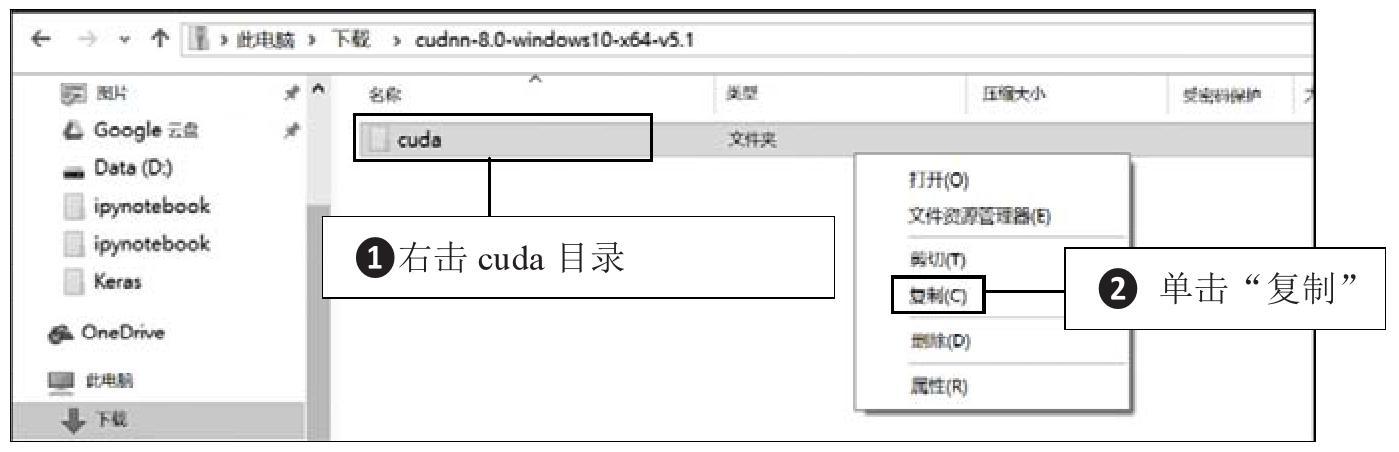 此电脑 › 下载 › cudnn-8.0-windows10-x64-v5.1
图片
Google 云盘
Data (D:)
ipynotebook
ipynotebook
Keras
OneDrive
此电脑
下载
名称 类型 压缩大小 受密码保护
cuda 文件夹
❶右击 cuda 目录
打开(O)
文件资源管理器(E)
剪切(T)
复制(C)
删除(D)
属性(R)
❷ 单击“复制”